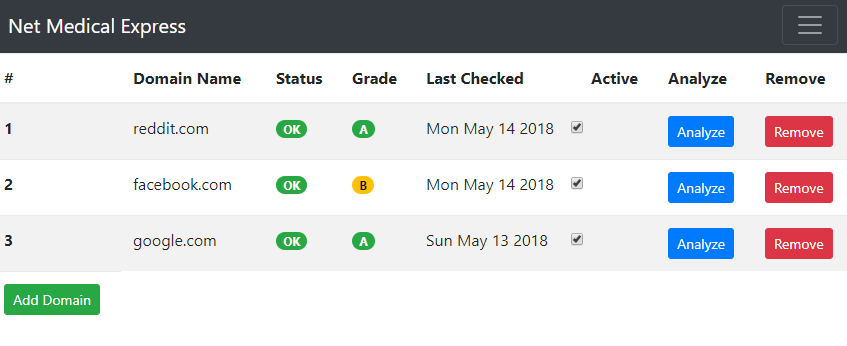 Net Medical Express
# Domain Name Status Grade Last Checked Active Analyze Remove
1 reddit.com OK A Mon May 14 2018 Analyze Remove
2 facebook.com OK B Mon May 14 2018 Analyze Remove
3 google.com OK A Sun May 13 2018 Analyze Remove
Add Domain